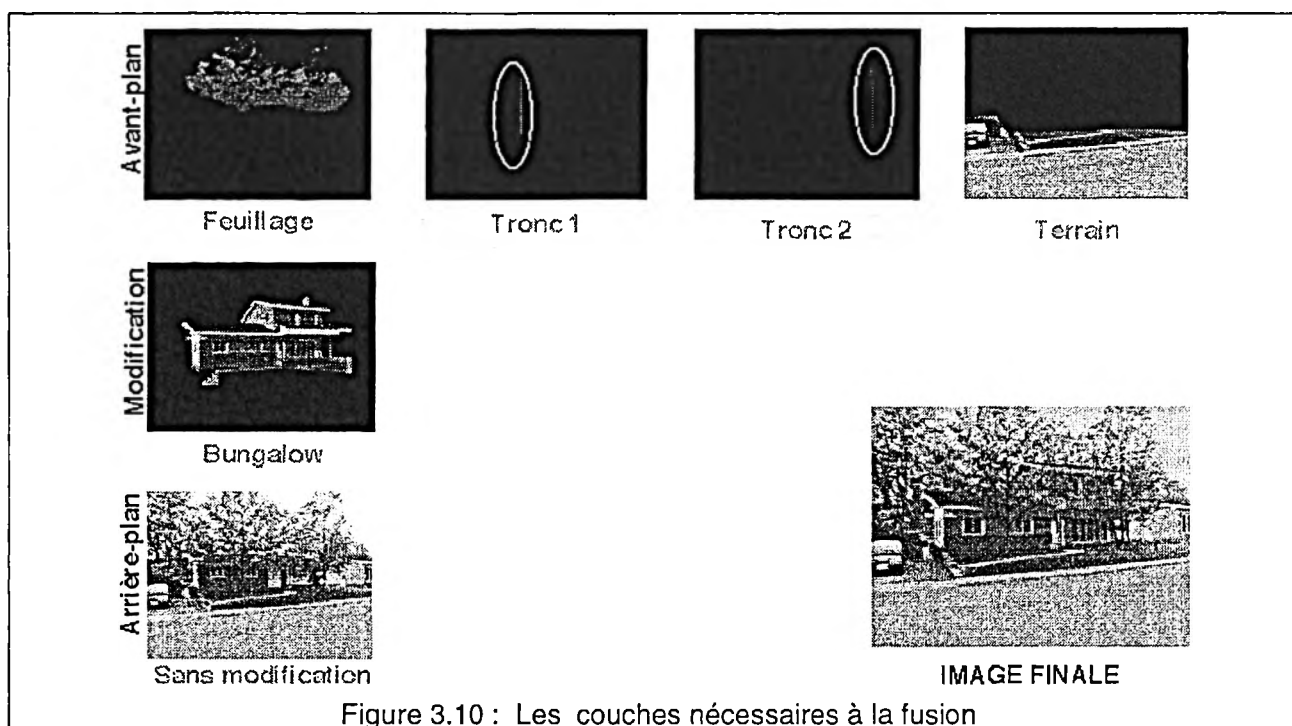 Avant-plan
Feuillage
Tronc 1
Tronc 2
Terrain
Modification
Bungalow
Arrière-plan
Sans modification
IMAGE FINALE
Figure 3.10 : Les couches nécessaires à la fusion